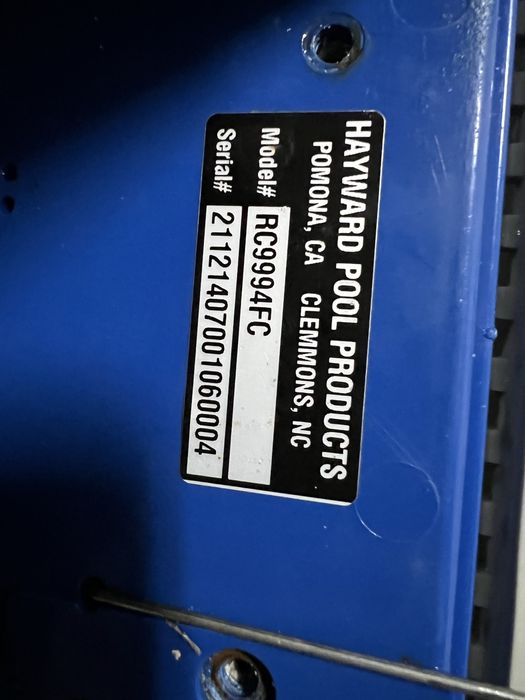 HAYWARD POOL PRODUCTS
POMONA, CA CLEMMONS, NC
Model# RC9994FC
Serial# 21121407001060004